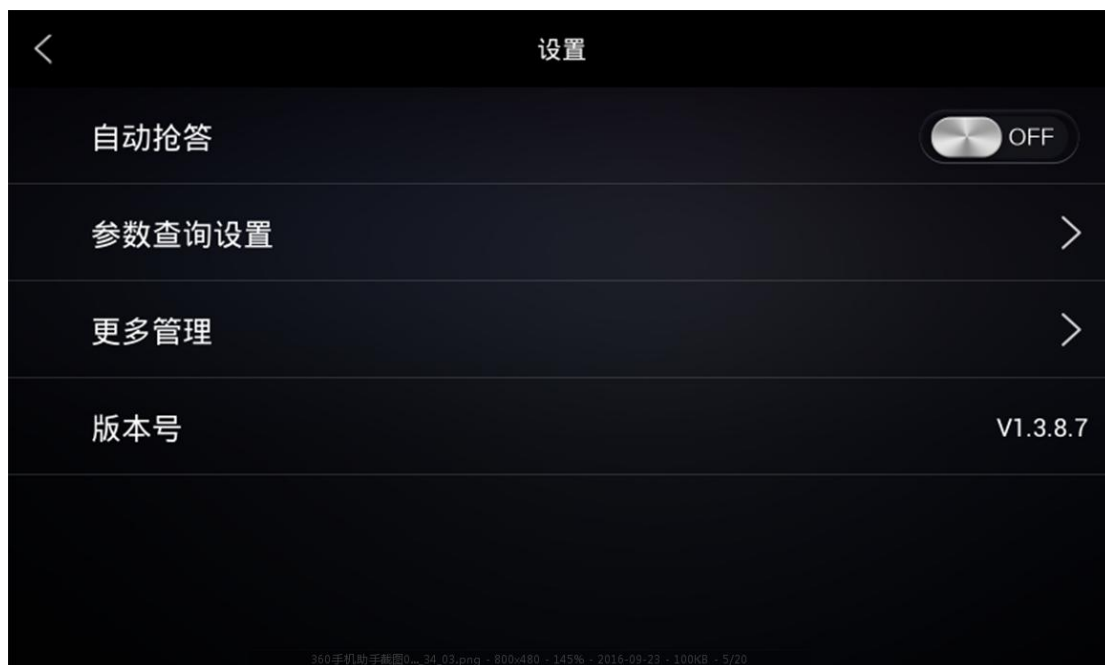 设置
自动抢答
OFF
参数查询设置
更多管理
版本号
V1.3.8.7
360手机助手截图0... 34_03.png - 800x480 - 145% - 2016-09-23 - 100KB - 5/20